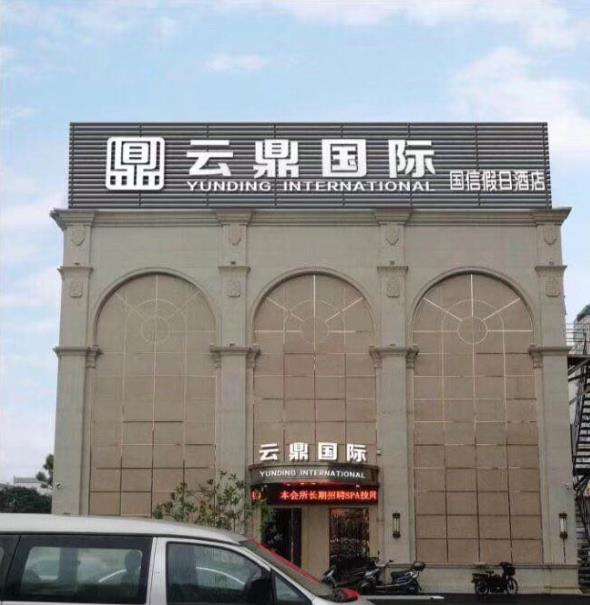 鼎 云鼎国际
YUNDING INTERNATIONAL
国信假日酒店
云鼎国际
YUNDING INTERNATIONAL
本会所长期招聘SPA技师